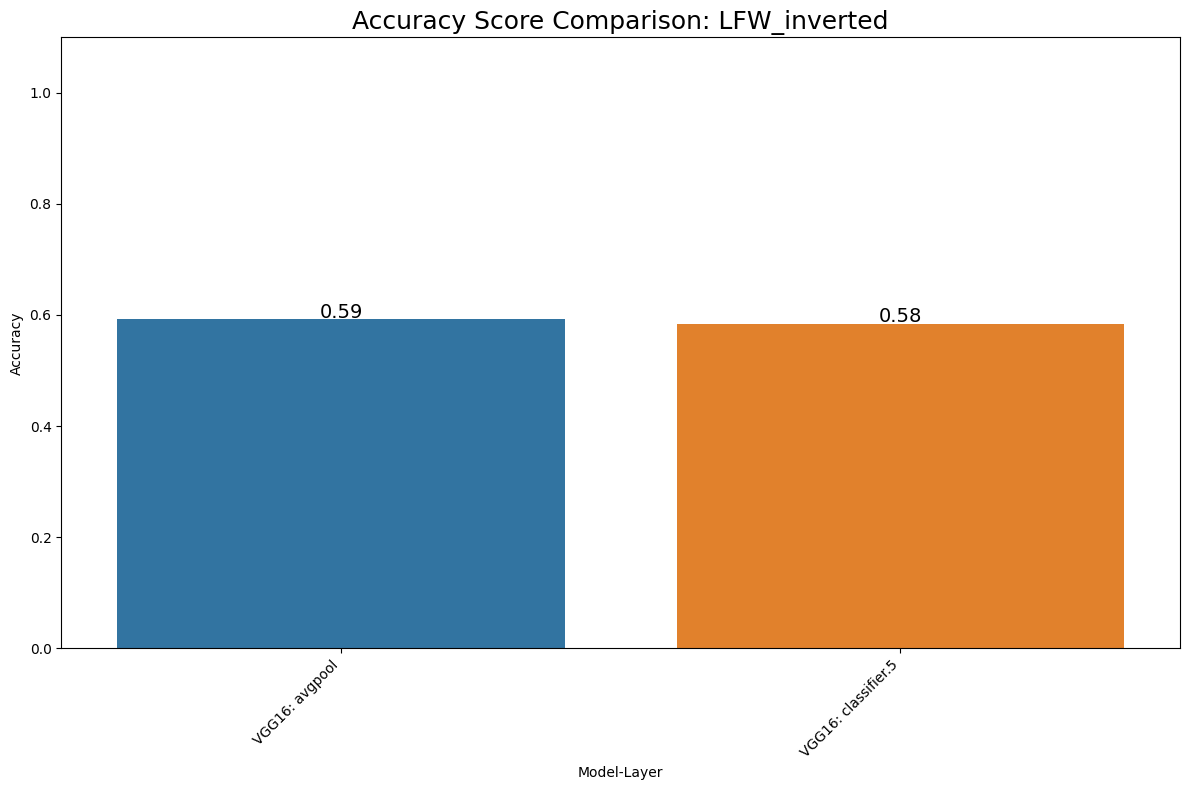 Accuracy Score Comparison: LFW_inverted
1.0
0.8
0.6
0.4
0.2
0.0
Accuracy
0.59
0.58
VGG16: avgpool
VGG16: classifier.5
Model-Layer